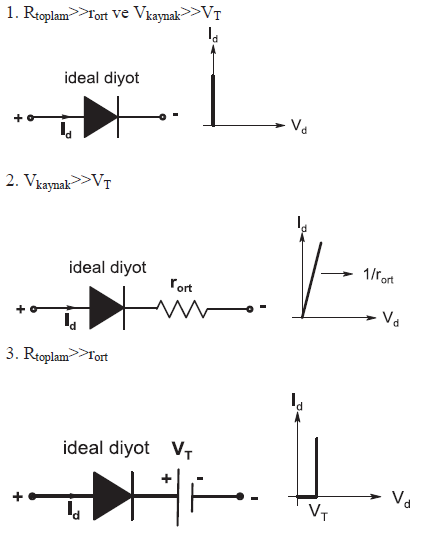 1. Rtoplam>>rort ve Vkaynak>>VT
Id
ideal diyot
+ -
Id
Vd
2. Vkaynak>>VT
Id
ideal diyot
rort
1/rort
+ -
Id
Vd
3. Rtoplam>>rort
Id
ideal diyot VT
+ -
+ -
Id
VT
Vd